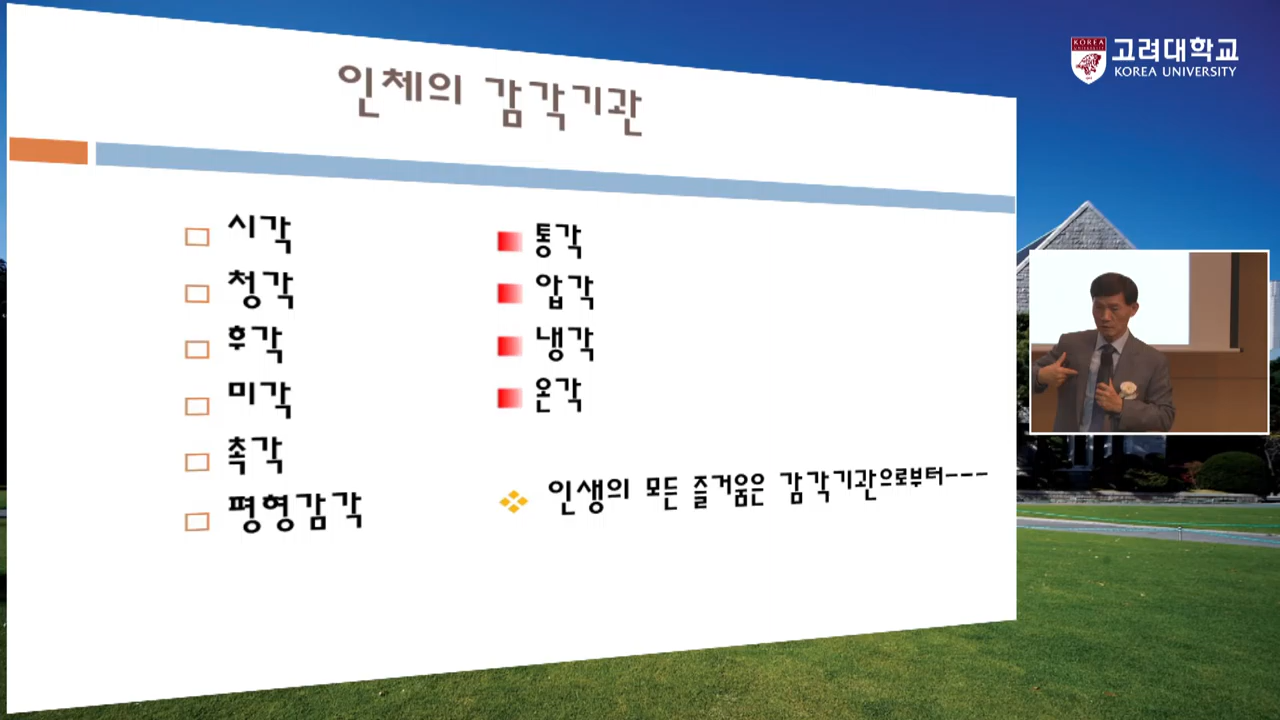 인체의 감각기관
시각
청각
후각
미각
촉각
평형감각
통각
압각
냉각
온각
인생의 모든 즐거움은 감각기관으로부터---
KOREA
고려대학교
KOREA UNIVERSITY